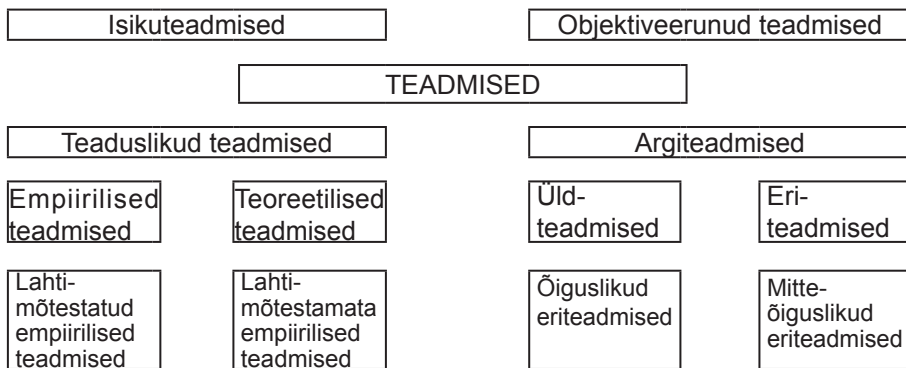 Isikuteadmised
Objektiveerunud teadmised
TEADMISED
Teaduslikud teadmised
Argiteadmised
Empiirilised
teadmised
Teoreetilised
teadmised
Üld-
teadmised
Eri-
teadmised
Lahti-
mõtestatud
empiirilised
teadmised
Lahti-
mõtestamata
empiirilised
teadmised
Õiguslikud
eriteadmised
Mitte-
õiguslikud
eriteadmised